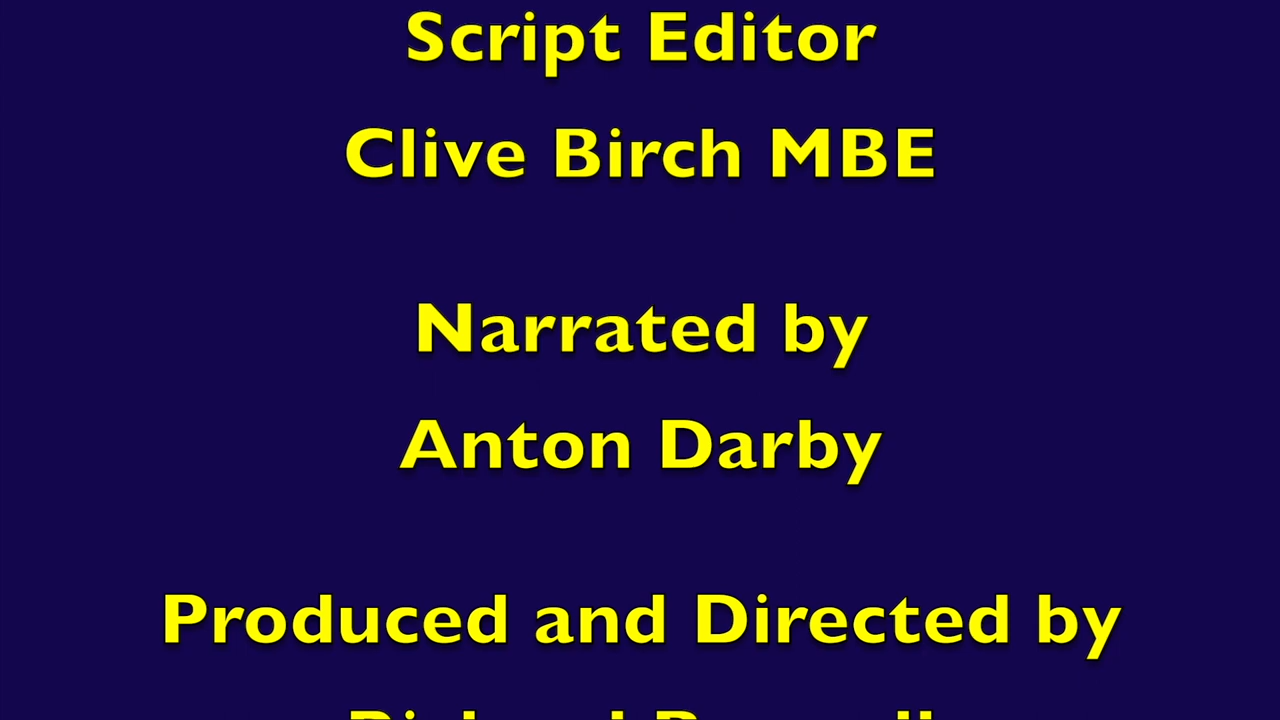 Script Editor
Clive Birch MBE
Narrated by
Anton Darby
Produced and Directed by